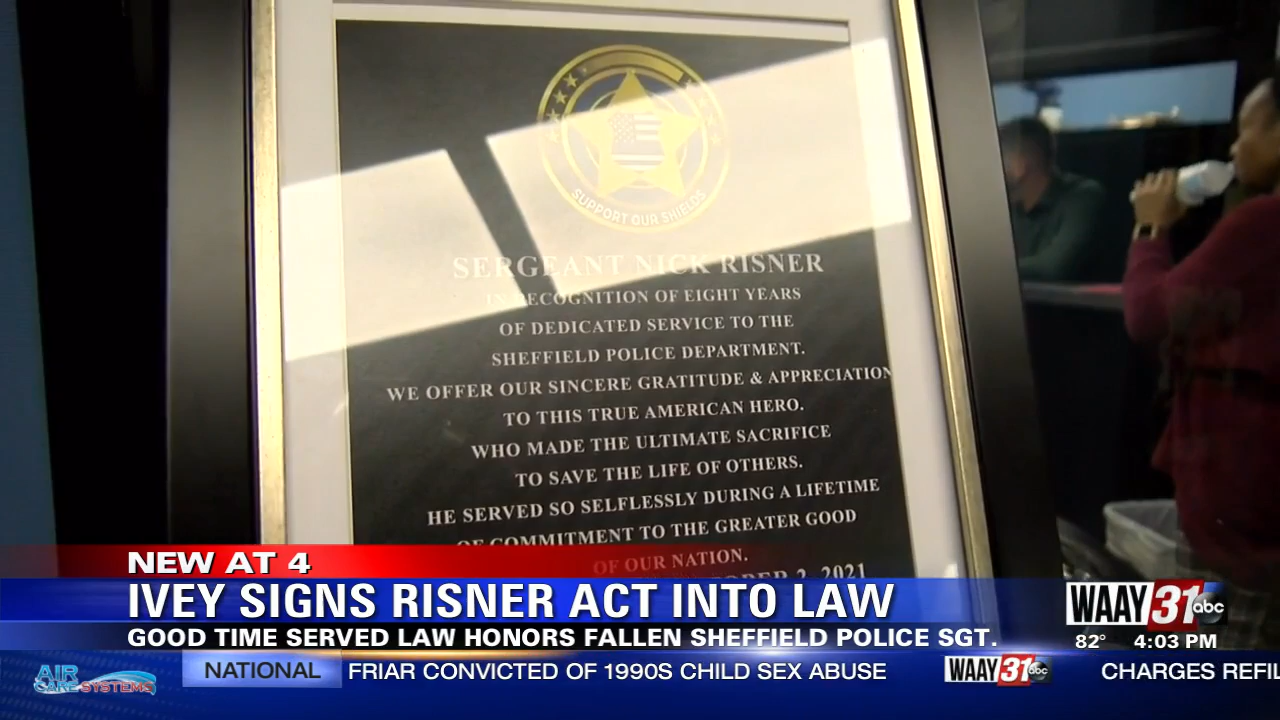 SUPPORT OUR SHIELDS
SERGEANT NICK RISNER
IN RECOGNITION OF EIGHT YEARS
OF DEDICATED SERVICE TO THE
SHEFFIELD POLICE DEPARTMENT.
WE OFFER OUR SINCERE GRATITUDE & APPRECIATION
TO THIS TRUE AMERICAN HERO.
WHO MADE THE ULTIMATE SACRIFICE
TO SAVE THE LIFE OF OTHERS.
HE SERVED SO SELFLESSLY DURING A LIFETIME
OF COMMITMENT TO THE GREATER GOOD
OF OUR NATION.
2, 2021
NEW AT 4
IVEY SIGNS RISNER ACT INTO LAW
GOOD TIME SERVED LAW HONORS FALLEN SHEFFIELD POLICE SGT.
WAAY 31 abc
82° 4:03 PM
AIR CARE SYSTEMS
NATIONAL FRIAR CONVICTED OF 1990S CHILD SEX ABUSE WAAY 31 abc CHARGES REFIL